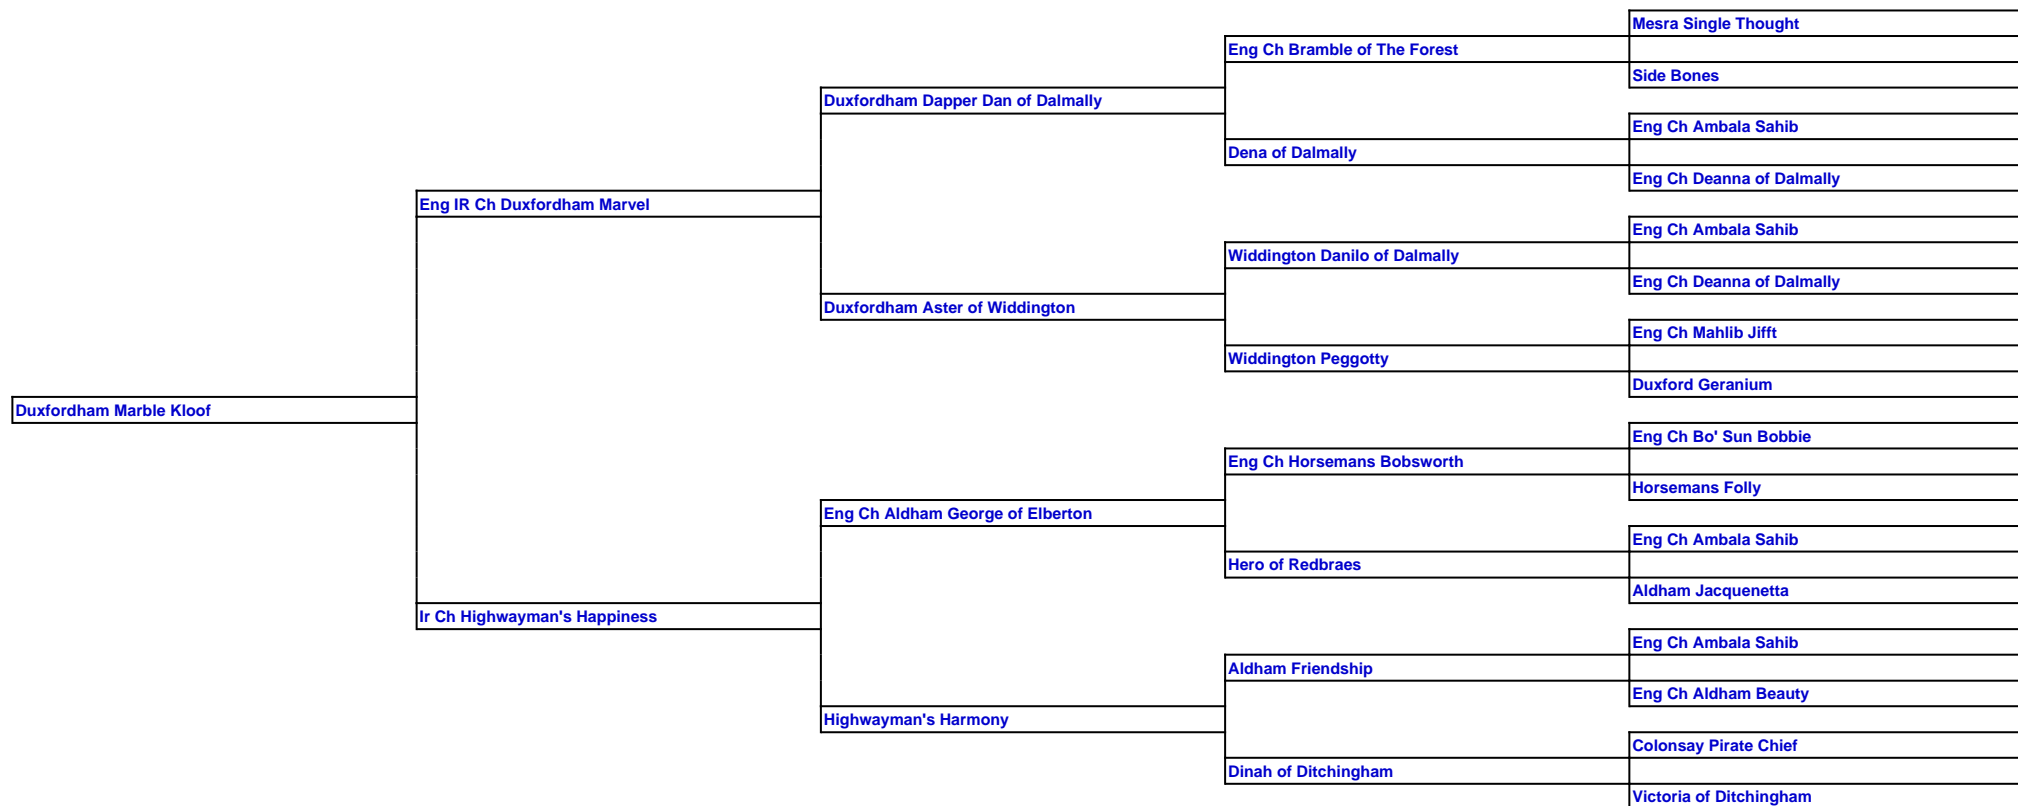 Mesra Single Thought
Eng Ch Bramble of The Forest
Side Bones
Duxfordham Dapper Dan of Dalmally
Eng Ch Ambala Sahib
Dena of Dalmally
Eng Ch Deanna of Dalmally
Eng IR Ch Duxfordham Marvel
Eng Ch Ambala Sahib
Widdington Danilo of Dalmally
Eng Ch Deanna of Dalmally
Duxfordham Aster of Widdington
Eng Ch Mahlib Jifft
Widdington Peggotty
Duxford Geranium
Duxfordham Marble Kloof
Eng Ch Bo' Sun Bobbie
Eng Ch Horsemans Bobsworth
Horsemans Folly
Eng Ch Aldham George of Elberton
Eng Ch Ambala Sahib
Hero of Redbraes
Aldham Jacquenetta
Ir Ch Highwayman's Happiness
Eng Ch Ambala Sahib
Aldham Friendship
Eng Ch Aldham Beauty
Highwayman's Harmony
Colonsay Pirate Chief
Dinah of Ditchingham
Victoria of Ditchingham